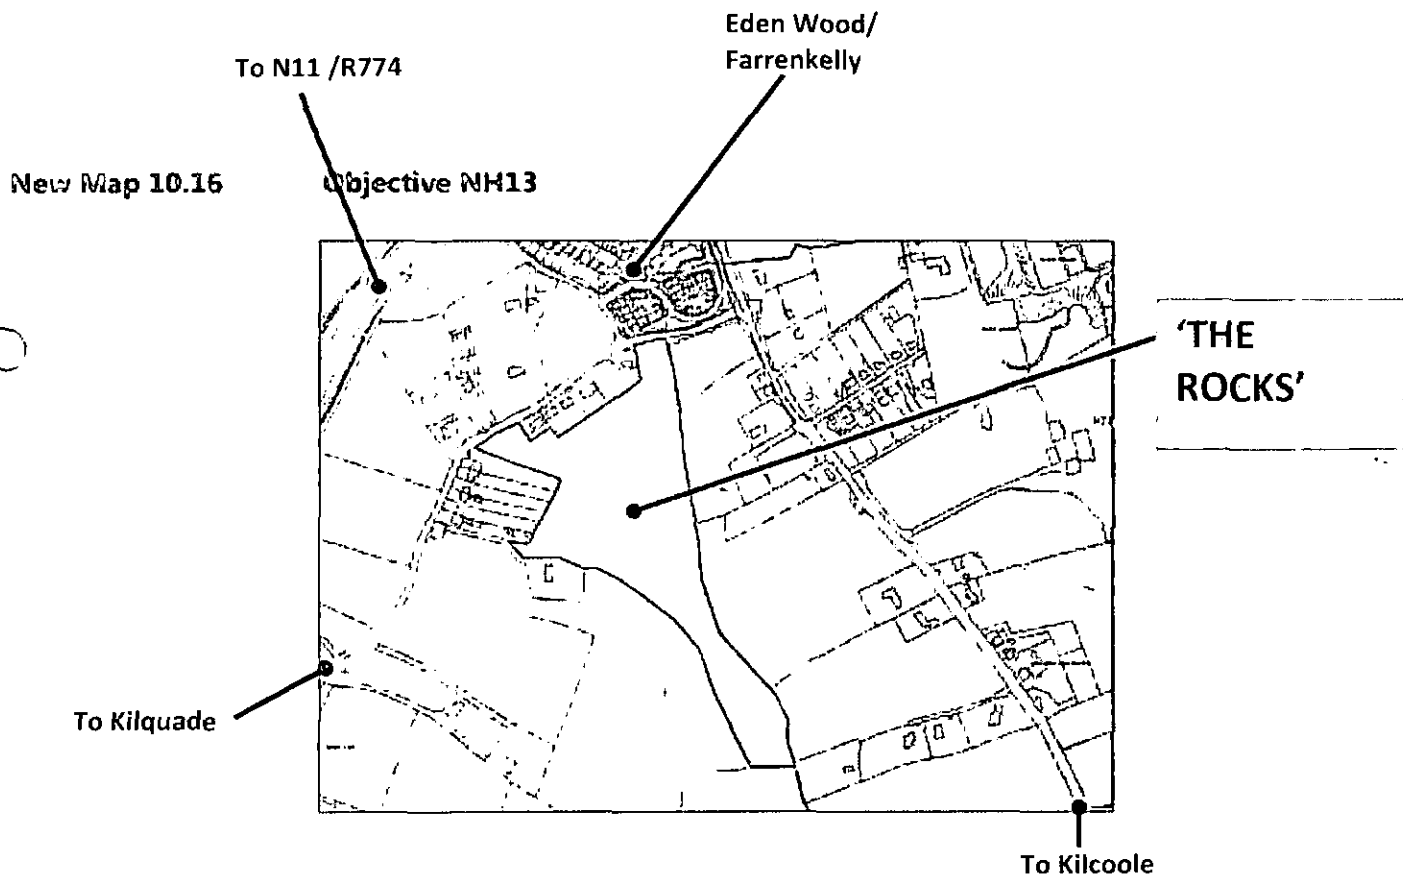 Eden Wood/
Farrenkelly
To N11 /R774
New Map 10.16 Objective NH13
'THE
ROCKS'
To Kilquade
To Kilcoole